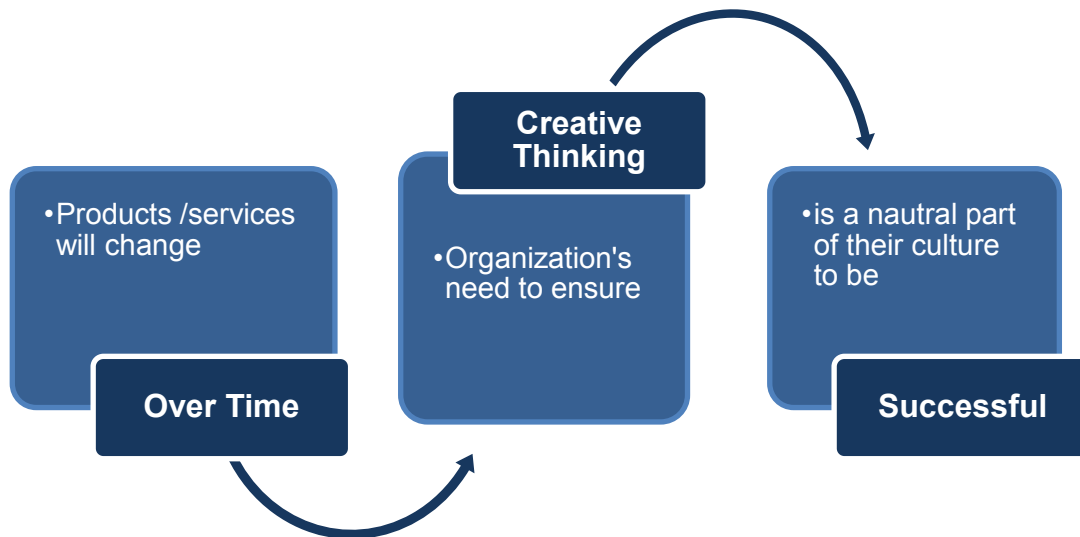 •Products /services
will change
Over Time
Creative
Thinking
•Organization's
need to ensure
•is a nautral part
of their culture
to be
Successful